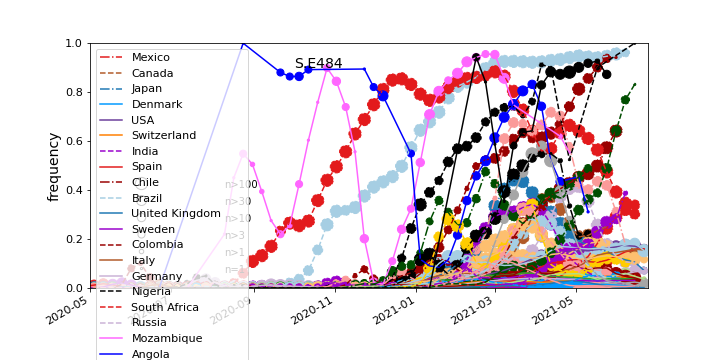 S.E484
frequency
1.0
0.8
0.6
0.4
0.2
0.0
2020-05
2020-09
2020-11
2021-01
2021-03
2021-05
Mexico
Canada
Japan
Denmark
USA
Switzerland
India
Spain
Chile
Brazil
United Kingdom
Sweden
Colombia
Italy
Germany
Nigeria
South Africa
Russia
Mozambique
Angola
n>100
n>30
n>10
n>3
n>1